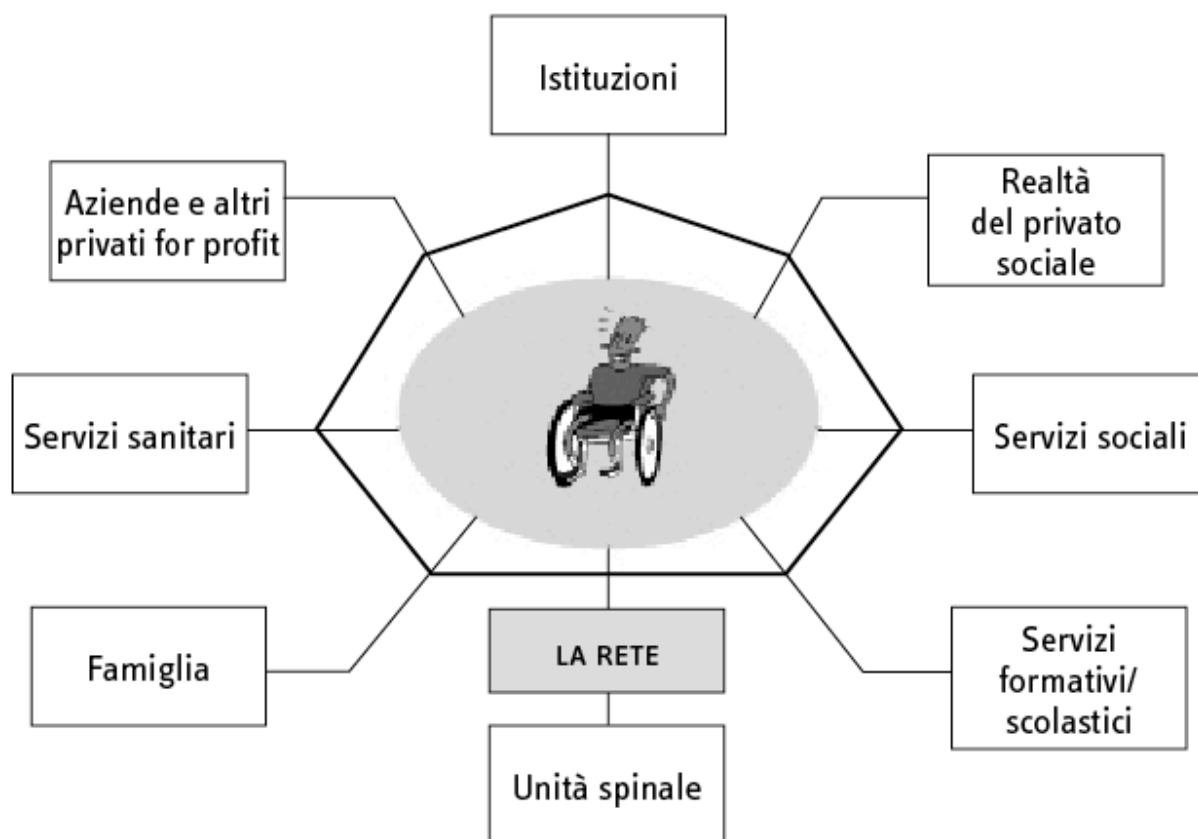 Istituzioni
Aziende e altri
privati for profit
Realtà
del privato
sociale
Servizi sanitari
Servizi sociali
Famiglia
LA RETE
Servizi
formativi/
scolastici
Unità spinale